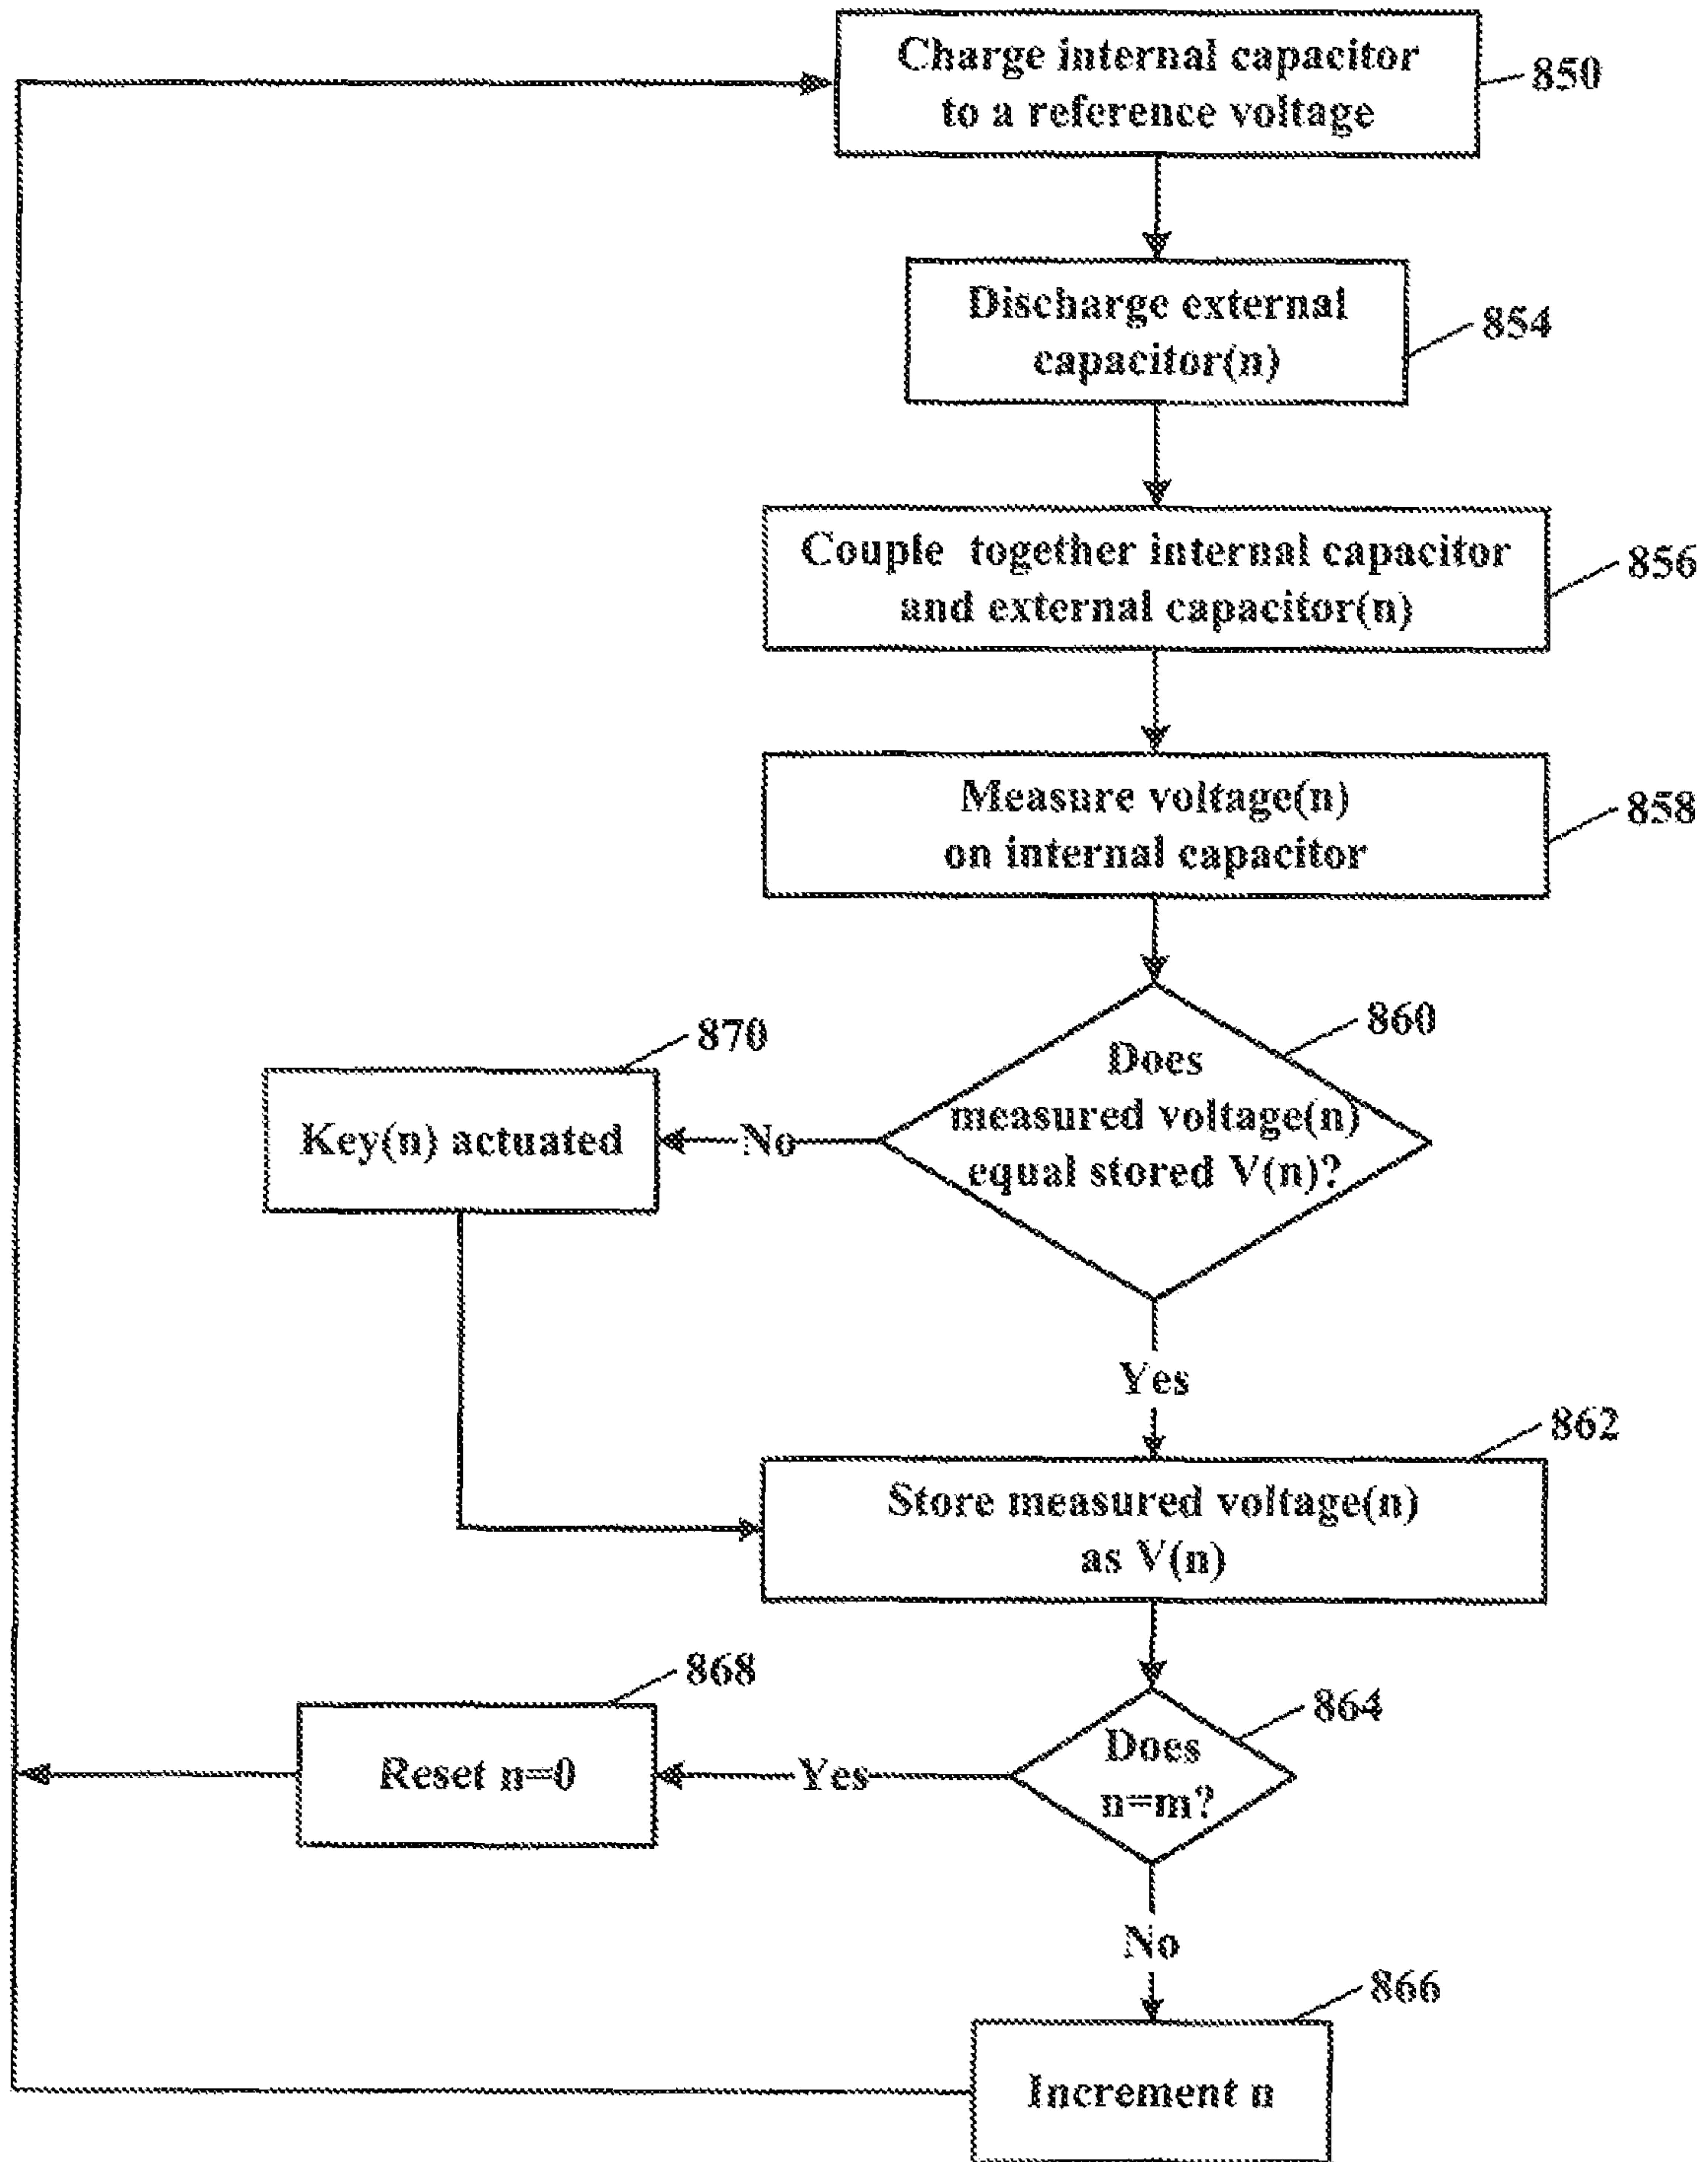 Charge internal capacitor
to a reference voltage
850
Discharge external
capacitor(n)
854
Couple together internal capacitor
and external capacitor(n)
856
Measure voltage(n)
on internal capacitor
858
860
Does
measured voltage(n)
equal stored V(n)?
870
Key(n) actuated
No
Yes
862
Store measured voltage(n)
as V(n)
868
Reset n=0
Yes
864
Does
n=m?
No
866
Increment n